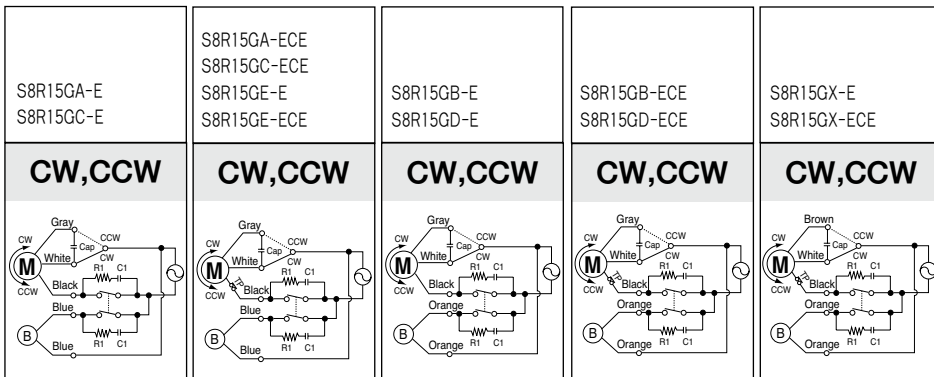 S8R15GA-E
S8R15GC-E
CW,CCW
Gray
CW
CCW
Cap
CW
White
M
R1 C1
Black
CCW
Blue
B
R1 C1
Blue
S8R15GA-ECE
S8R15GC-ECE
S8R15GE-E
S8R15GE-ECE
CW,CCW
Gray
CW
CCW
Cap
CW
White
M
R1 C1
TP
Black
CCW
Blue
B
R1 C1
Blue
S8R15GB-E
S8R15GD-E
CW,CCW
Gray
CW
CCW
Cap
CW
White
M
R1 C1
Black
CCW
Orange
B
R1 C1
Orange
S8R15GB-ECE
S8R15GD-ECE
CW,CCW
Gray
CW
CCW
Cap
CW
White
M
R1 C1
TP
Black
CCW
Orange
B
R1 C1
Orange
S8R15GX-E
S8R15GX-ECE
CW,CCW
Brown
CW
CCW
Cap
CW
White
M
R1 C1
TP
Black
CCW
Orange
B
R1 C1
Orange